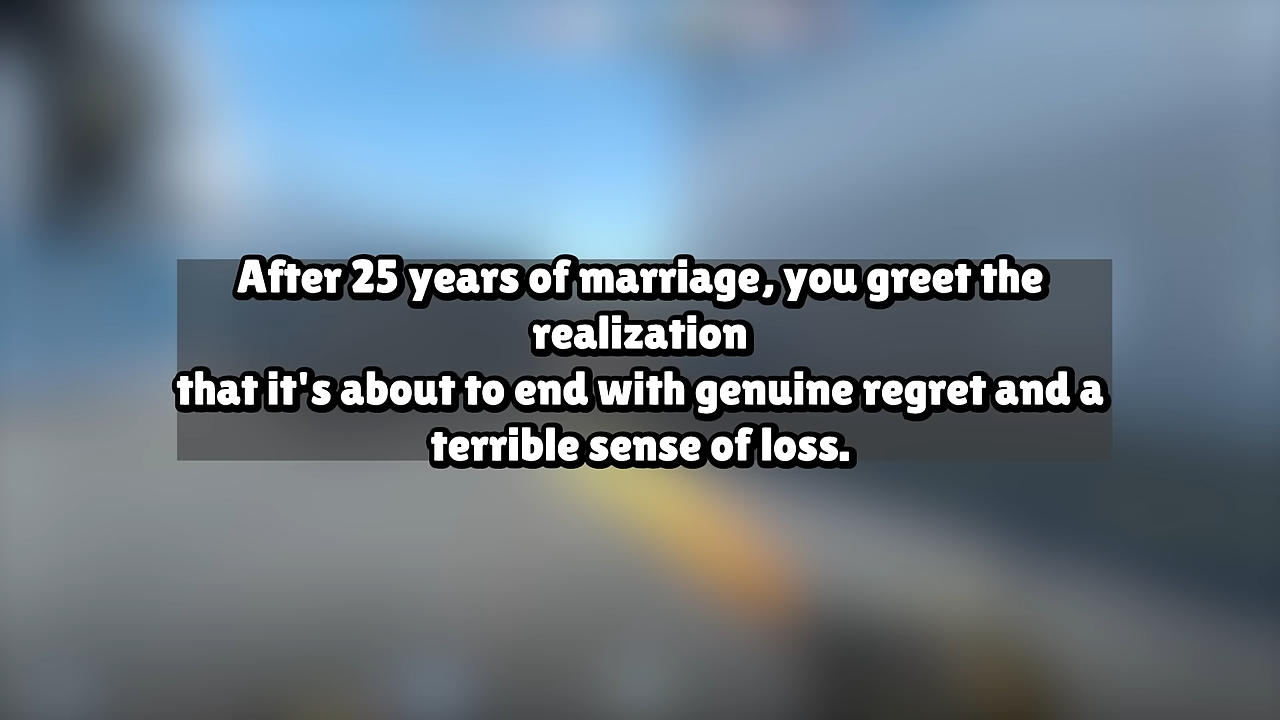 After 25 years of marriage, you greet the
realization
that it's about to end with genuine regret and a
terrible sense of loss.